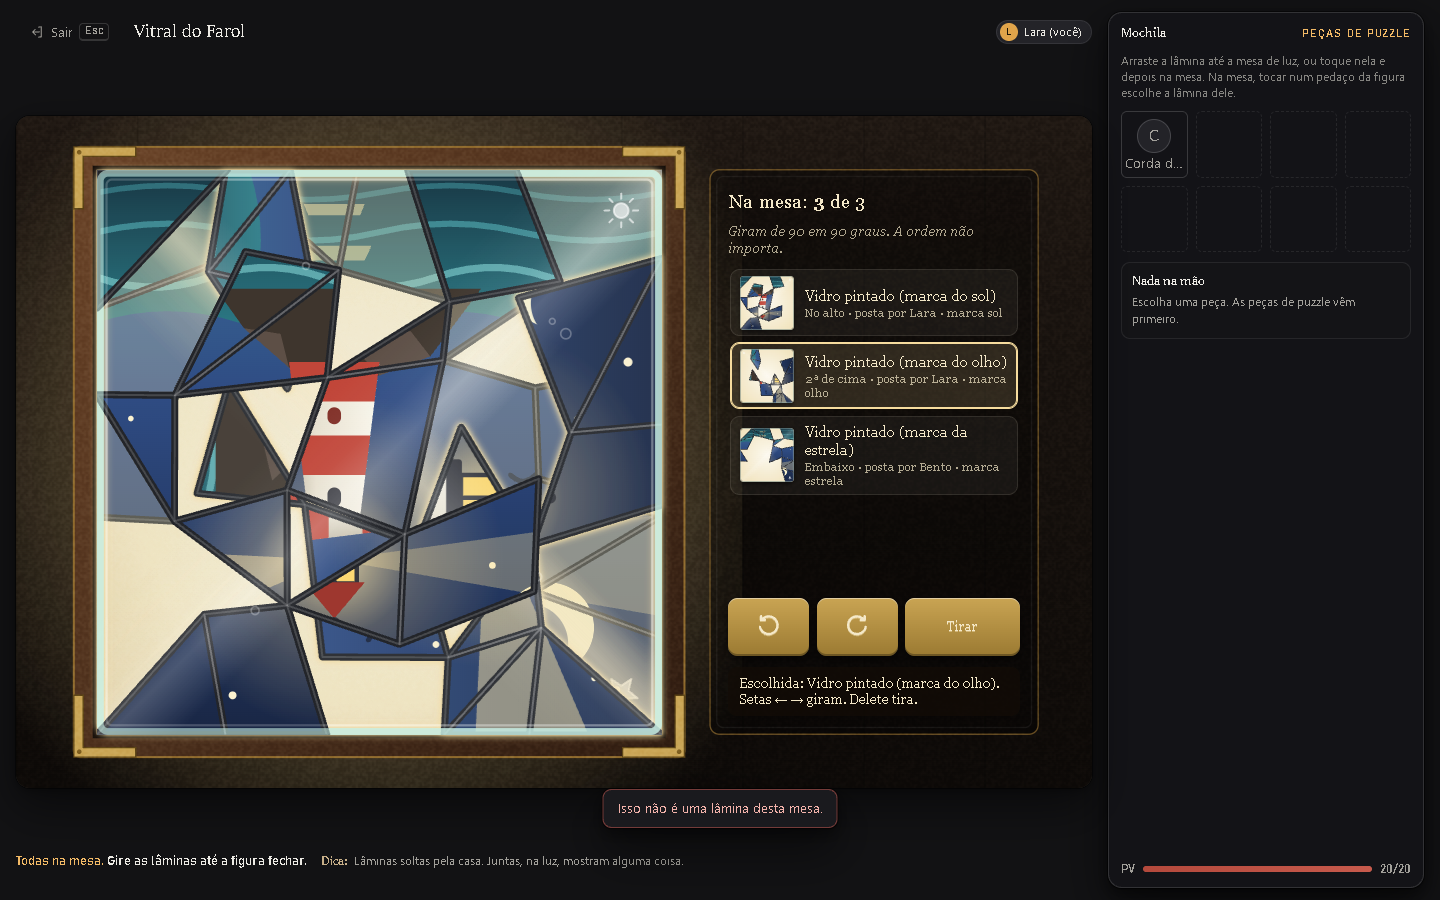 Sair Esc
Vitral do Farol
L Lara (você)
Mochila
PEÇAS DE PUZZLE
Arraste a lâmina até a mesa de luz, ou toque nela e
depois na mesa. Na mesa, tocar num pedaço da figura
escolhe a lâmina dele.
C
Corda d...
Nada na mão
Escolha uma peça. As peças de puzzle vêm
primeiro.
Na mesa: 3 de 3
Giram de 90 em 90 graus. A ordem não
importa.
Vidro pintado (marca do sol)
No alto • posta por Lara • marca sol
Vidro pintado (marca do olho)
2ª de cima • posta por Lara • marca
olho
Vidro pintado (marca da
estrela)
Embaixo • posta por Bento • marca
estrela
Tirar
Escolhida: Vidro pintado (marca do olho).
Setas ← → giram. Delete tira.
Isso não é uma lâmina desta mesa.
Todas na mesa. Gire as lâminas até a figura fechar. Dica: Lâminas soltas pela casa. Juntas, na luz, mostram alguma coisa.
PV 20/20